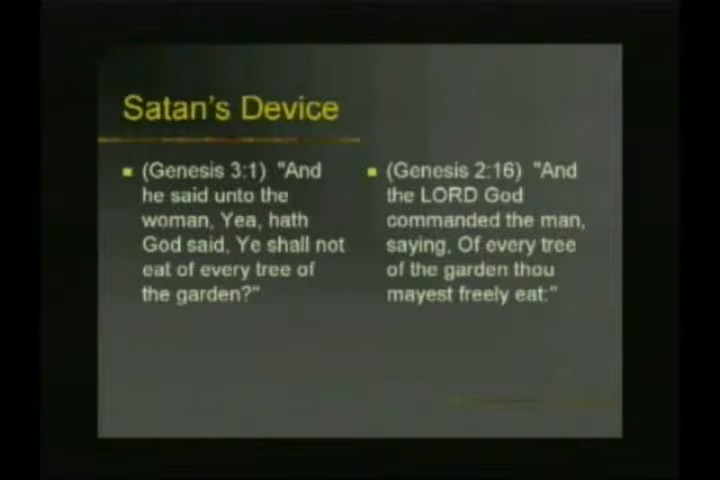 Satan's Device
(Genesis 3:1) "And
he said unto the
woman, Yea, hath
God said, Ye shall not
eat of every tree of
the garden?"
(Genesis 2:16) "And
the LORD God
commanded the man,
saying, Of every tree
of the garden thou
mayest freely eat:"